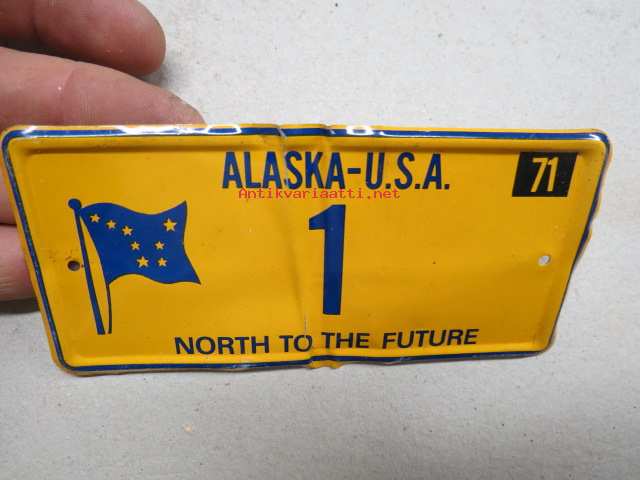 ALASKA-U.S.A.
71
Antikvariaatti.net
1
NORTH TO THE FUTURE